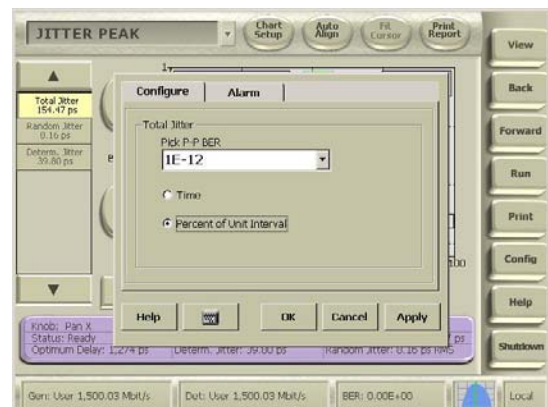 JITTER PEAK
Chart Setup
Auto Align
Fit Cursor
Print Report
View
Back
Forward
Run
Print
Config
Help
Shutdown
Total Jitter
154.47 ps
Random Jitter
0.16 ps
Determ. Jitter
39.80 ps
Configure
Alarm
Total Jitter
Pick P-P BER
1E-12
Time
Percent of Unit Interval
Help
OK
Cancel
Apply
Knob: Pan X
Status: Ready
Optimum Delay: 1,274 ps
Determ. Jitter: 39.80 ps
Random Jitter: 0.16 ps RMS
Gen: User 1,500.03 Mbit/s
Det: User 1,500.03 Mbit/s
BER: 0.00E+00
Local